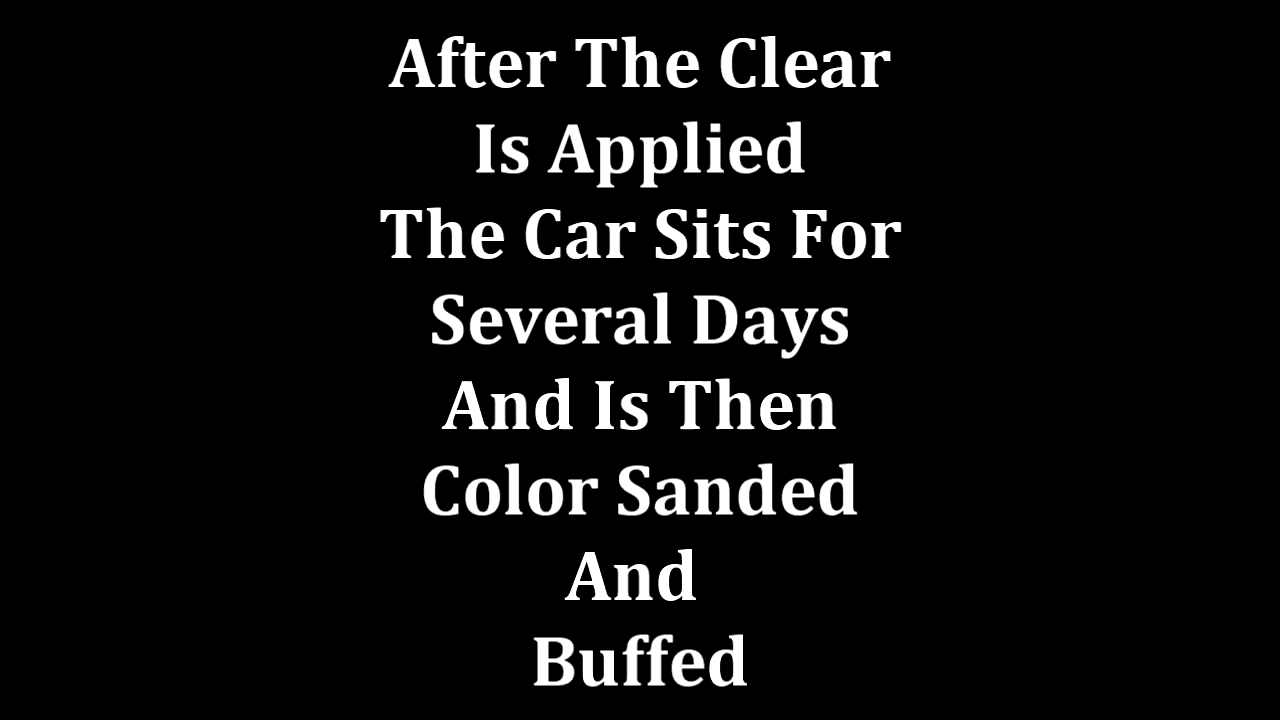 After The Clear
Is Applied
The Car Sits For
Several Days
And Is Then
Color Sanded
And
Buffed